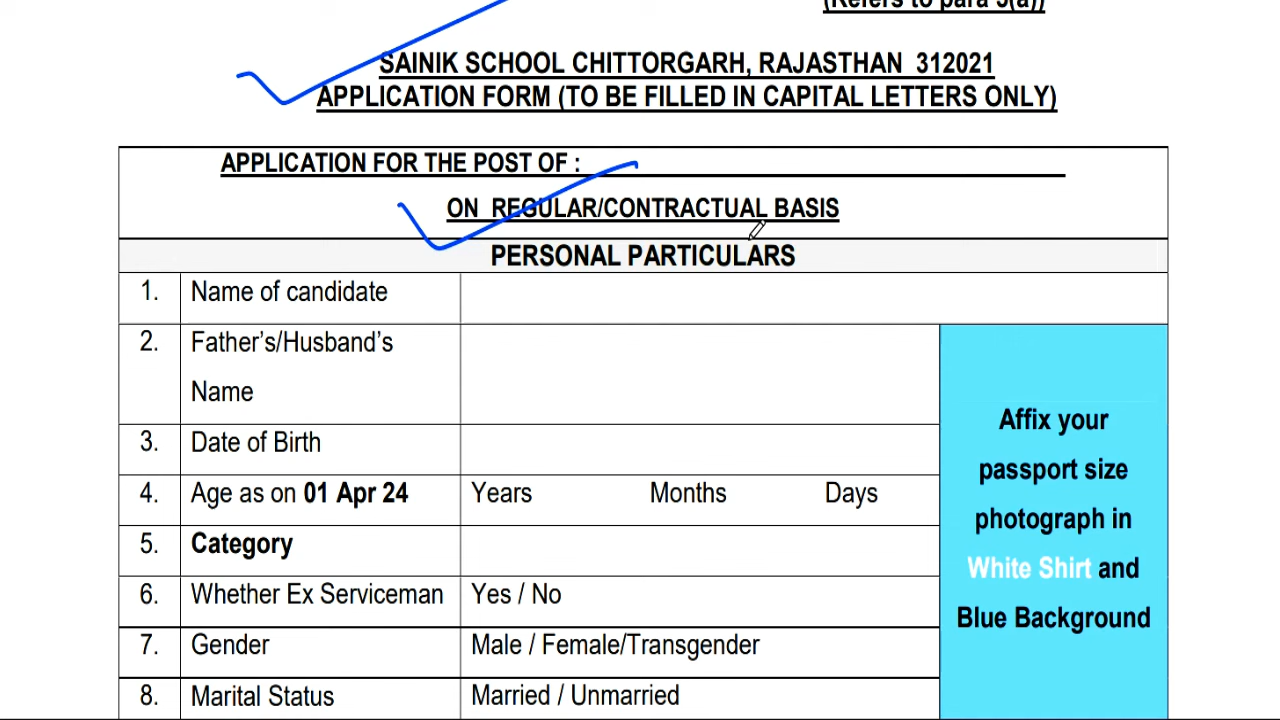 (Refers to para 5(a))
SAINIK SCHOOL CHITTORGARH, RAJASTHAN 312021
APPLICATION FORM (TO BE FILLED IN CAPITAL LETTERS ONLY)
APPLICATION FOR THE POST OF :
ON REGULAR/CONTRACTUAL BASIS
PERSONAL PARTICULARS
1. Name of candidate
2. Father’s/Husband’s
Name
3. Date of Birth
4. Age as on 01 Apr 24 Years Months Days
5. Category
6. Whether Ex Serviceman Yes / No
7. Gender Male / Female/Transgender
8. Marital Status Married / Unmarried
Affix your
passport size
photograph in
White Shirt and
Blue Background